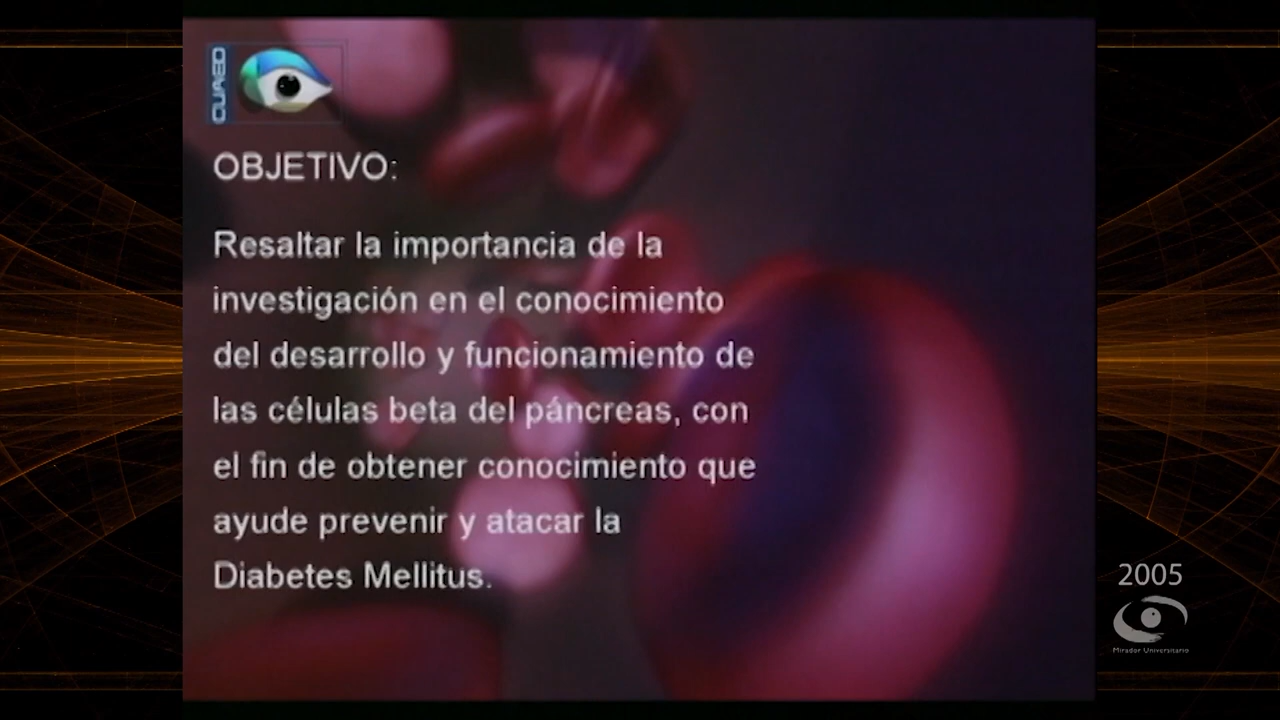 CUAED
OBJETIVO:
Resaltar la importancia de la
investigación en el conocimiento
del desarrollo y funcionamiento de
las células beta del páncreas, con
el fin de obtener conocimiento que
ayude prevenir y atacar la
Diabetes Mellitus.
2005
Mirador Universitario